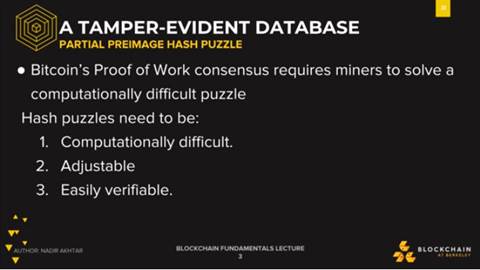 A TAMPER-EVIDENT DATABASE
PARTIAL PREIMAGE HASH PUZZLE
● Bitcoin's Proof of Work consensus requires miners to solve a
computationally difficult puzzle
Hash puzzles need to be:
1. Computationally difficult.
2. Adjustable
3. Easily verifiable.
AUTHOR: NADIR AKHTAR
BLOCKCHAIN FUNDAMENTALS LECTURE
3
BLOCKCHAIN
AT BERKELEY